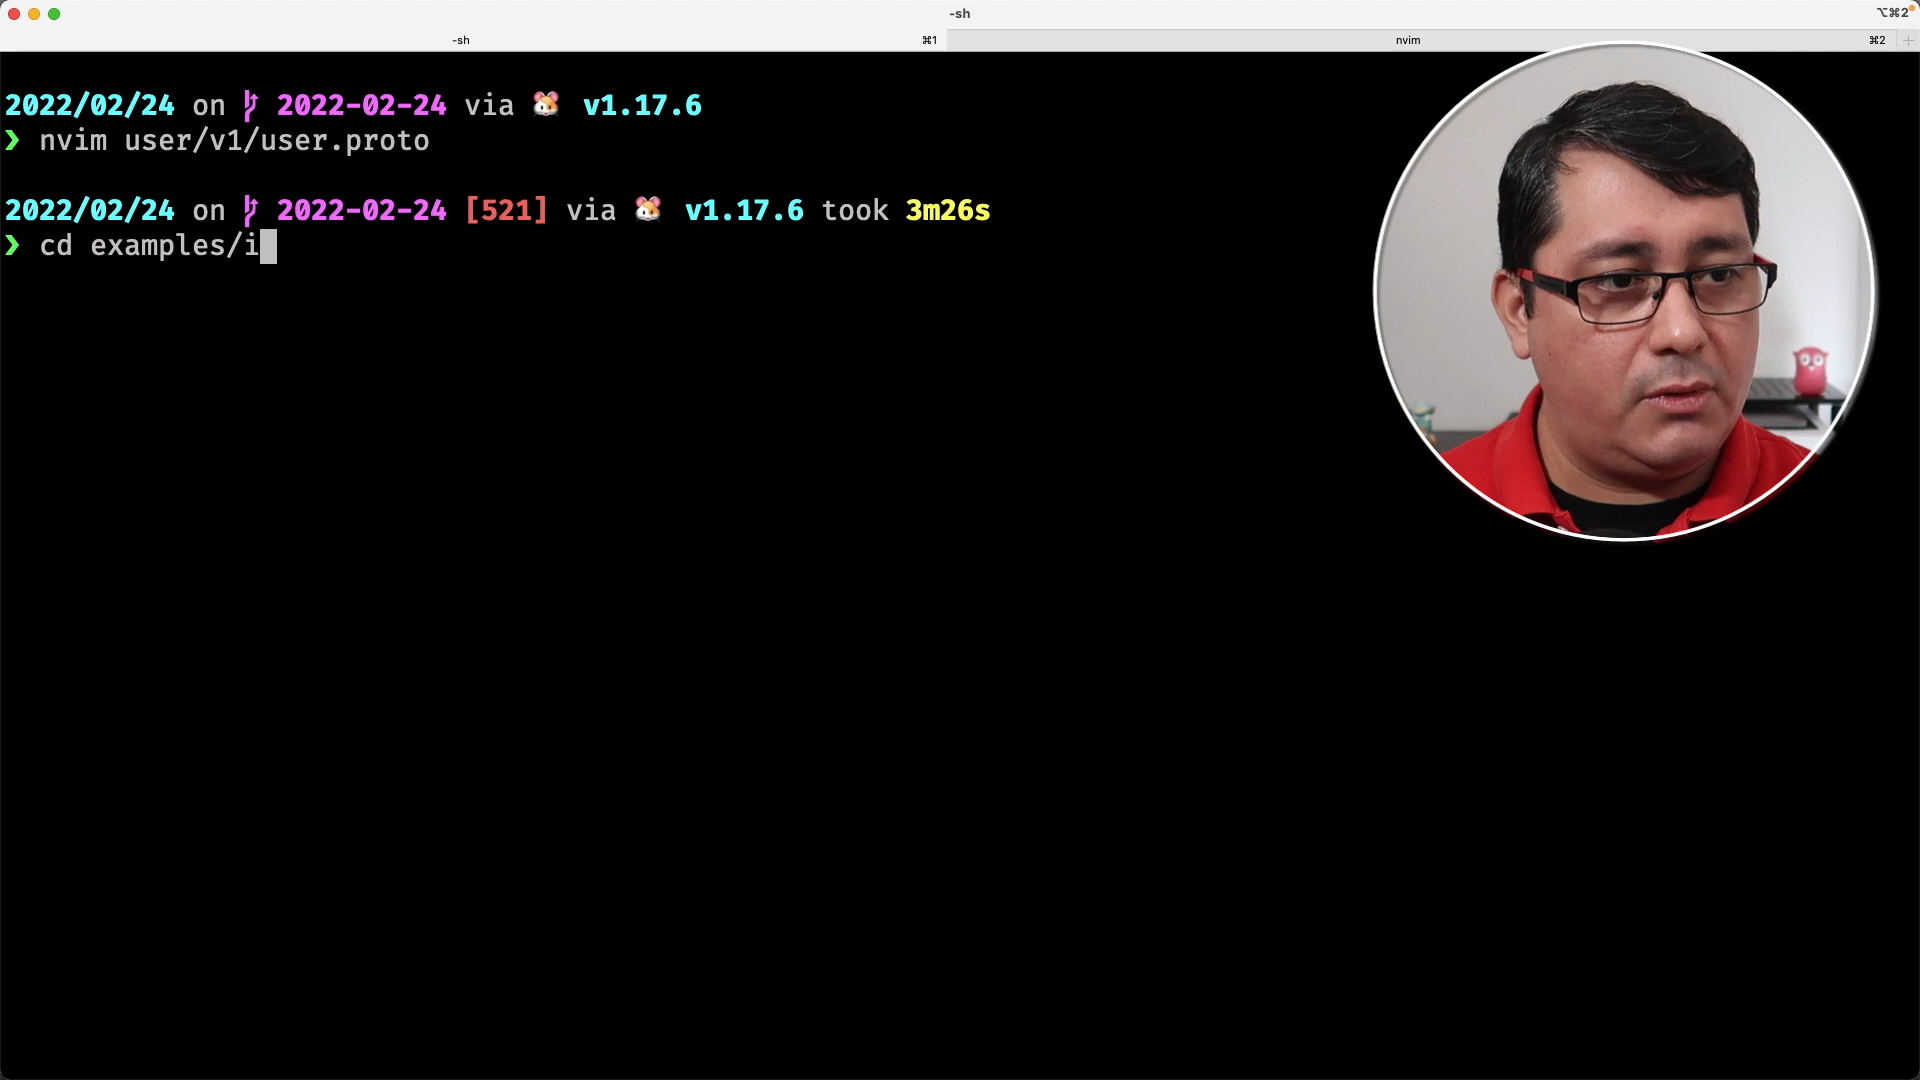 -sh
⌥⌘2
-sh ⌘1 nvim ⌘2
2022/02/24 on 2022-02-24 via 🐹 v1.17.6
❯ nvim user/v1/user.proto
2022/02/24 on 2022-02-24 [521] via 🐹 v1.17.6 took 3m26s
❯ cd examples/i